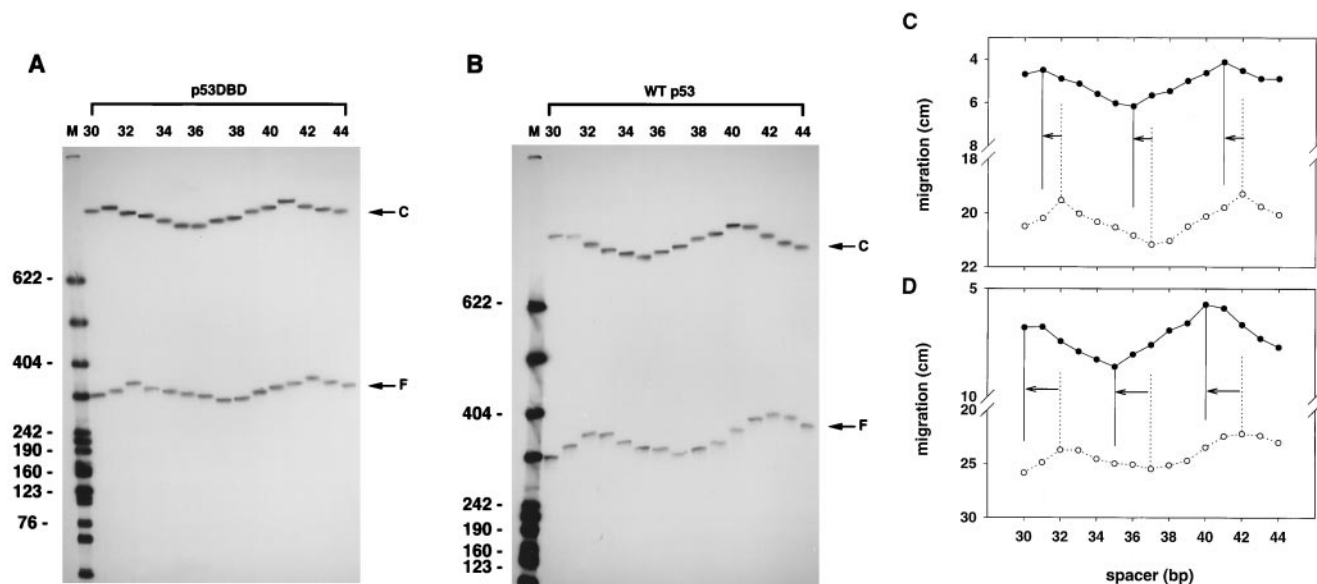 A
p53DBD
M 30 32 34 36 38 40 42 44
C
622 -
404 -
F
242 -
190 -
160 -
123 -
76 -
B
WT p53
M 30 32 34 36 38 40 42 44
C
622 -
404 -
F
242 -
190 -
160 -
123 -
C
4
6
8
18
20
22
migration (cm)
D
5
10
20
25
30
migration (cm)
30 32 34 36 38 40 42 44
spacer (bp)